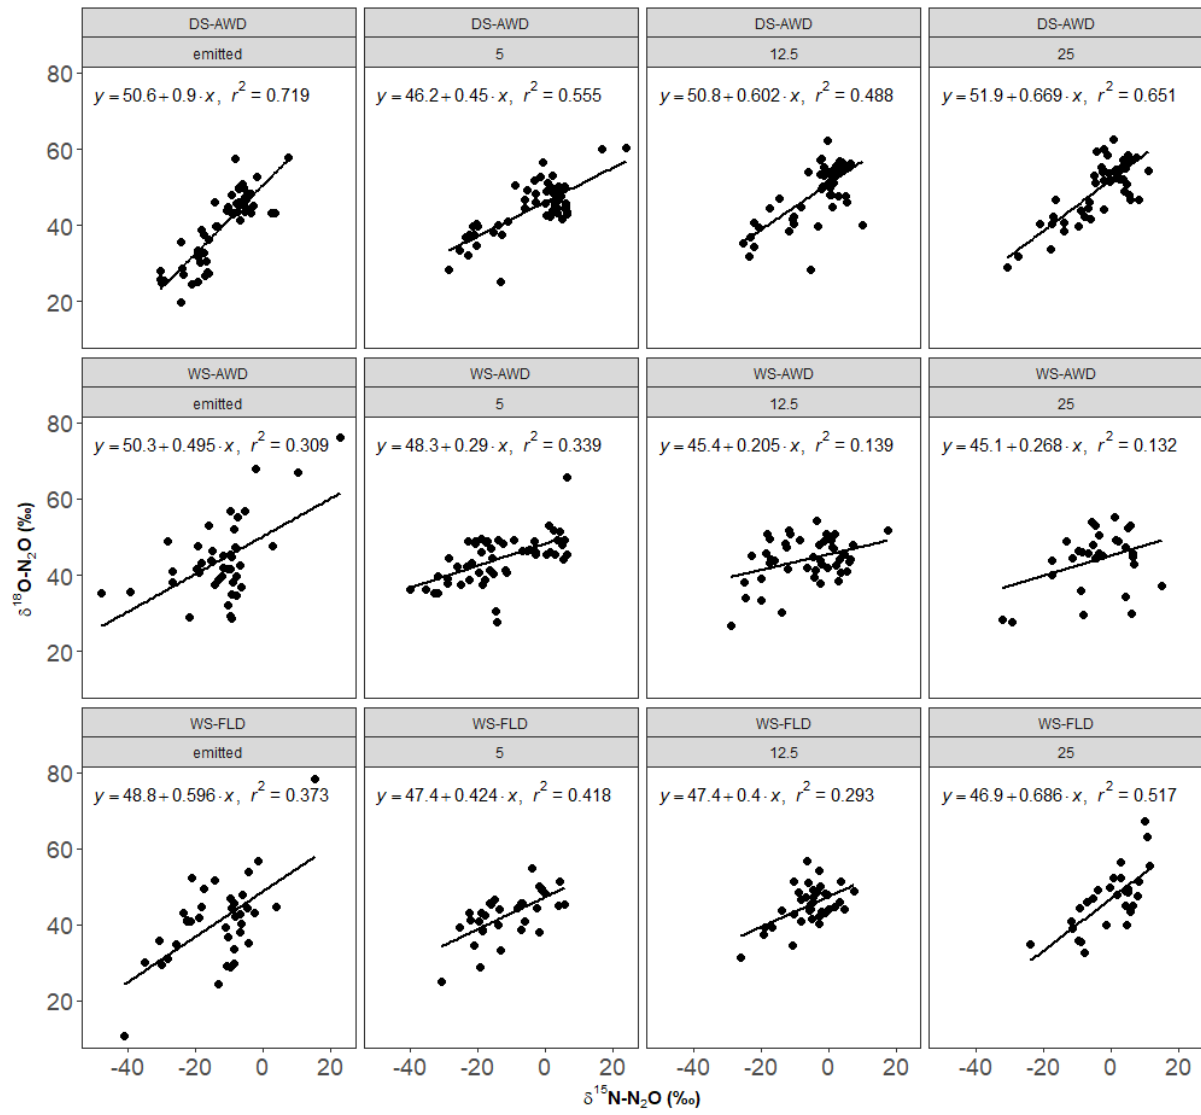 DS-AWD DS-AWD DS-AWD DS-AWD
emitted 5 12.5 25
80
y = 50.6 + 0.9 · x, r² = 0.719 y = 46.2 + 0.45 · x, r² = 0.555 y = 50.8 + 0.602 · x, r² = 0.488 y = 51.9 + 0.669 · x, r² = 0.651
60
40
20
WS-AWD WS-AWD WS-AWD WS-AWD
emitted 5 12.5 25
80
y = 50.3 + 0.495 · x, r² = 0.309 y = 48.3 + 0.29 · x, r² = 0.339 y = 45.4 + 0.205 · x, r² = 0.139 y = 45.1 + 0.268 · x, r² = 0.132
60
δ¹⁸O-N₂O (‰)
40
20
WS-FLD WS-FLD WS-FLD WS-FLD
emitted 5 12.5 25
80
y = 48.8 + 0.596 · x, r² = 0.373 y = 47.4 + 0.424 · x, r² = 0.418 y = 47.4 + 0.4 · x, r² = 0.293 y = 46.9 + 0.686 · x, r² = 0.517
60
40
20
-40 -20 0 20 -40 -20 0 20 -40 -20 0 20 -40 -20 0 20
δ¹⁵N-N₂O (‰)